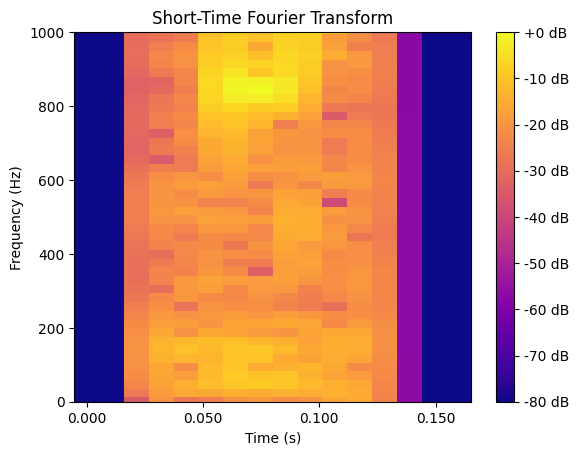 Short-Time Fourier Transform
1000
800
600
400
200
0
Frequency (Hz)
0.000
0.050
0.100
0.150
Time (s)
+0 dB
-10 dB
-20 dB
-30 dB
-40 dB
-50 dB
-60 dB
-70 dB
-80 dB